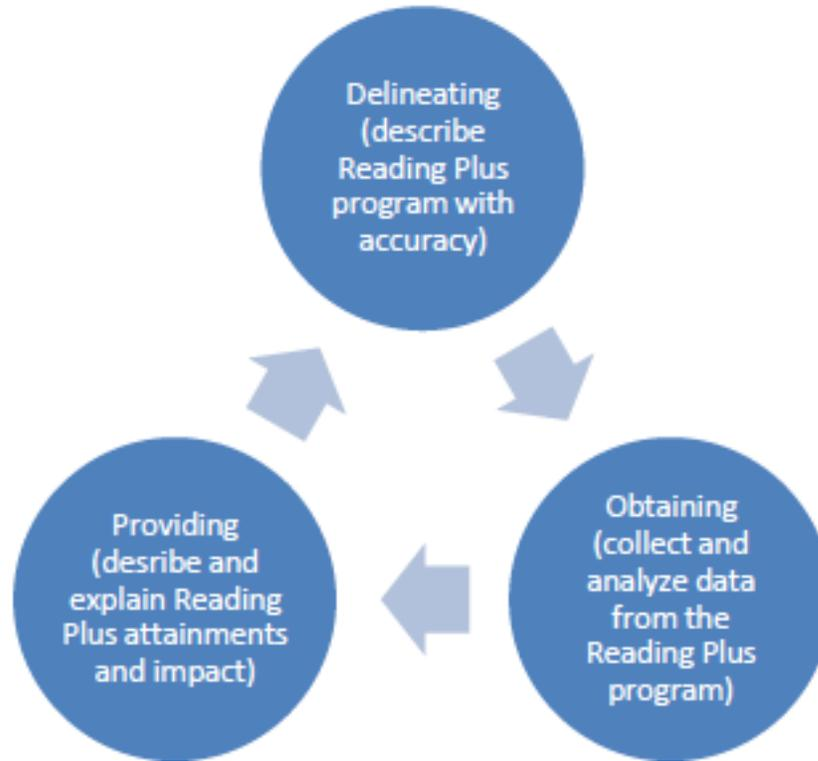 Delineating
(describe
Reading Plus
program with
accuracy)
Obtaining
(collect and
analyze data
from the
Reading Plus
program)
Providing
(desribe and
explain Reading
Plus attainments
and impact)